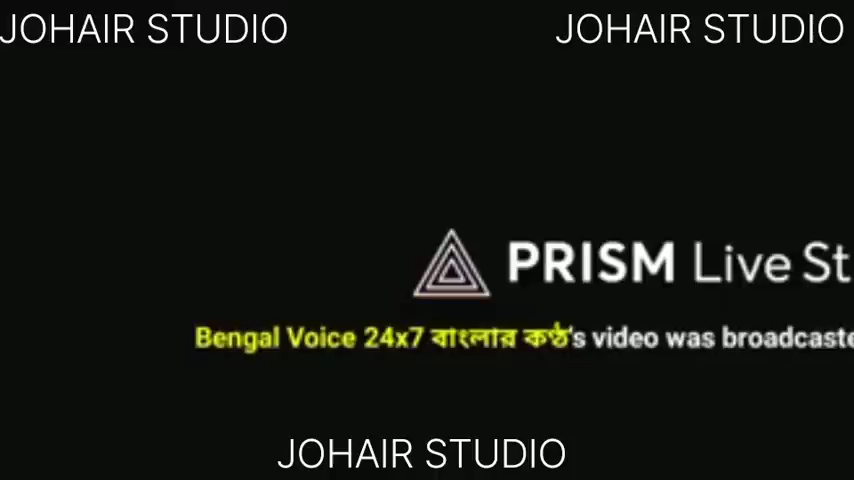 JOHAIR STUDIO JOHAIR STUDIO
PRISM Live St
Bengal Voice 24x7 বাংলার কণ্ঠ's video was broadcaste
JOHAIR STUDIO